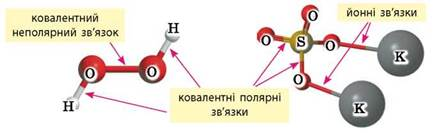 ковалентний
неполярний зв’язок
йонні зв’язки
H
O
O
H
O
O
S
O
O
K
K
ковалентні полярні
зв’язки